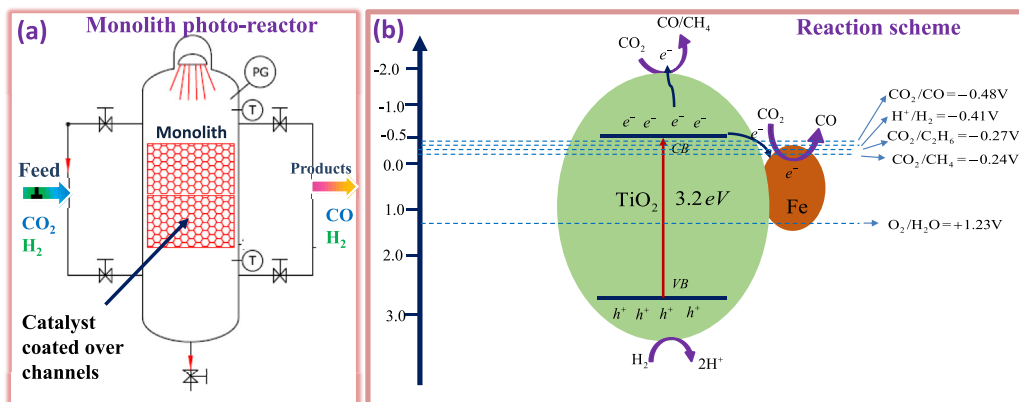 (a)
Monolith photo-reactor
PG
T
Monolith
Feed
CO₂
H₂
Products
CO
H₂
T
Catalyst
coated over
channels
(b)
Reaction scheme
-2.0
-1.0
-0.5
0.0
1.0
2.0
3.0
CO/CH₄
CO₂
e⁻
e⁻ e⁻ e⁻ e⁻
CB
e⁻
CO₂
CO
e⁻
TiO₂
3.2 eV
Fe
VB
h⁺ h⁺ h⁺ h⁺
H₂
2H⁺
CO₂/CO=−0.48V
H⁺/H₂=−0.41V
CO₂/C₂H₆=−0.27V
CO₂/CH₄=−0.24V
O₂/H₂O=+1.23V